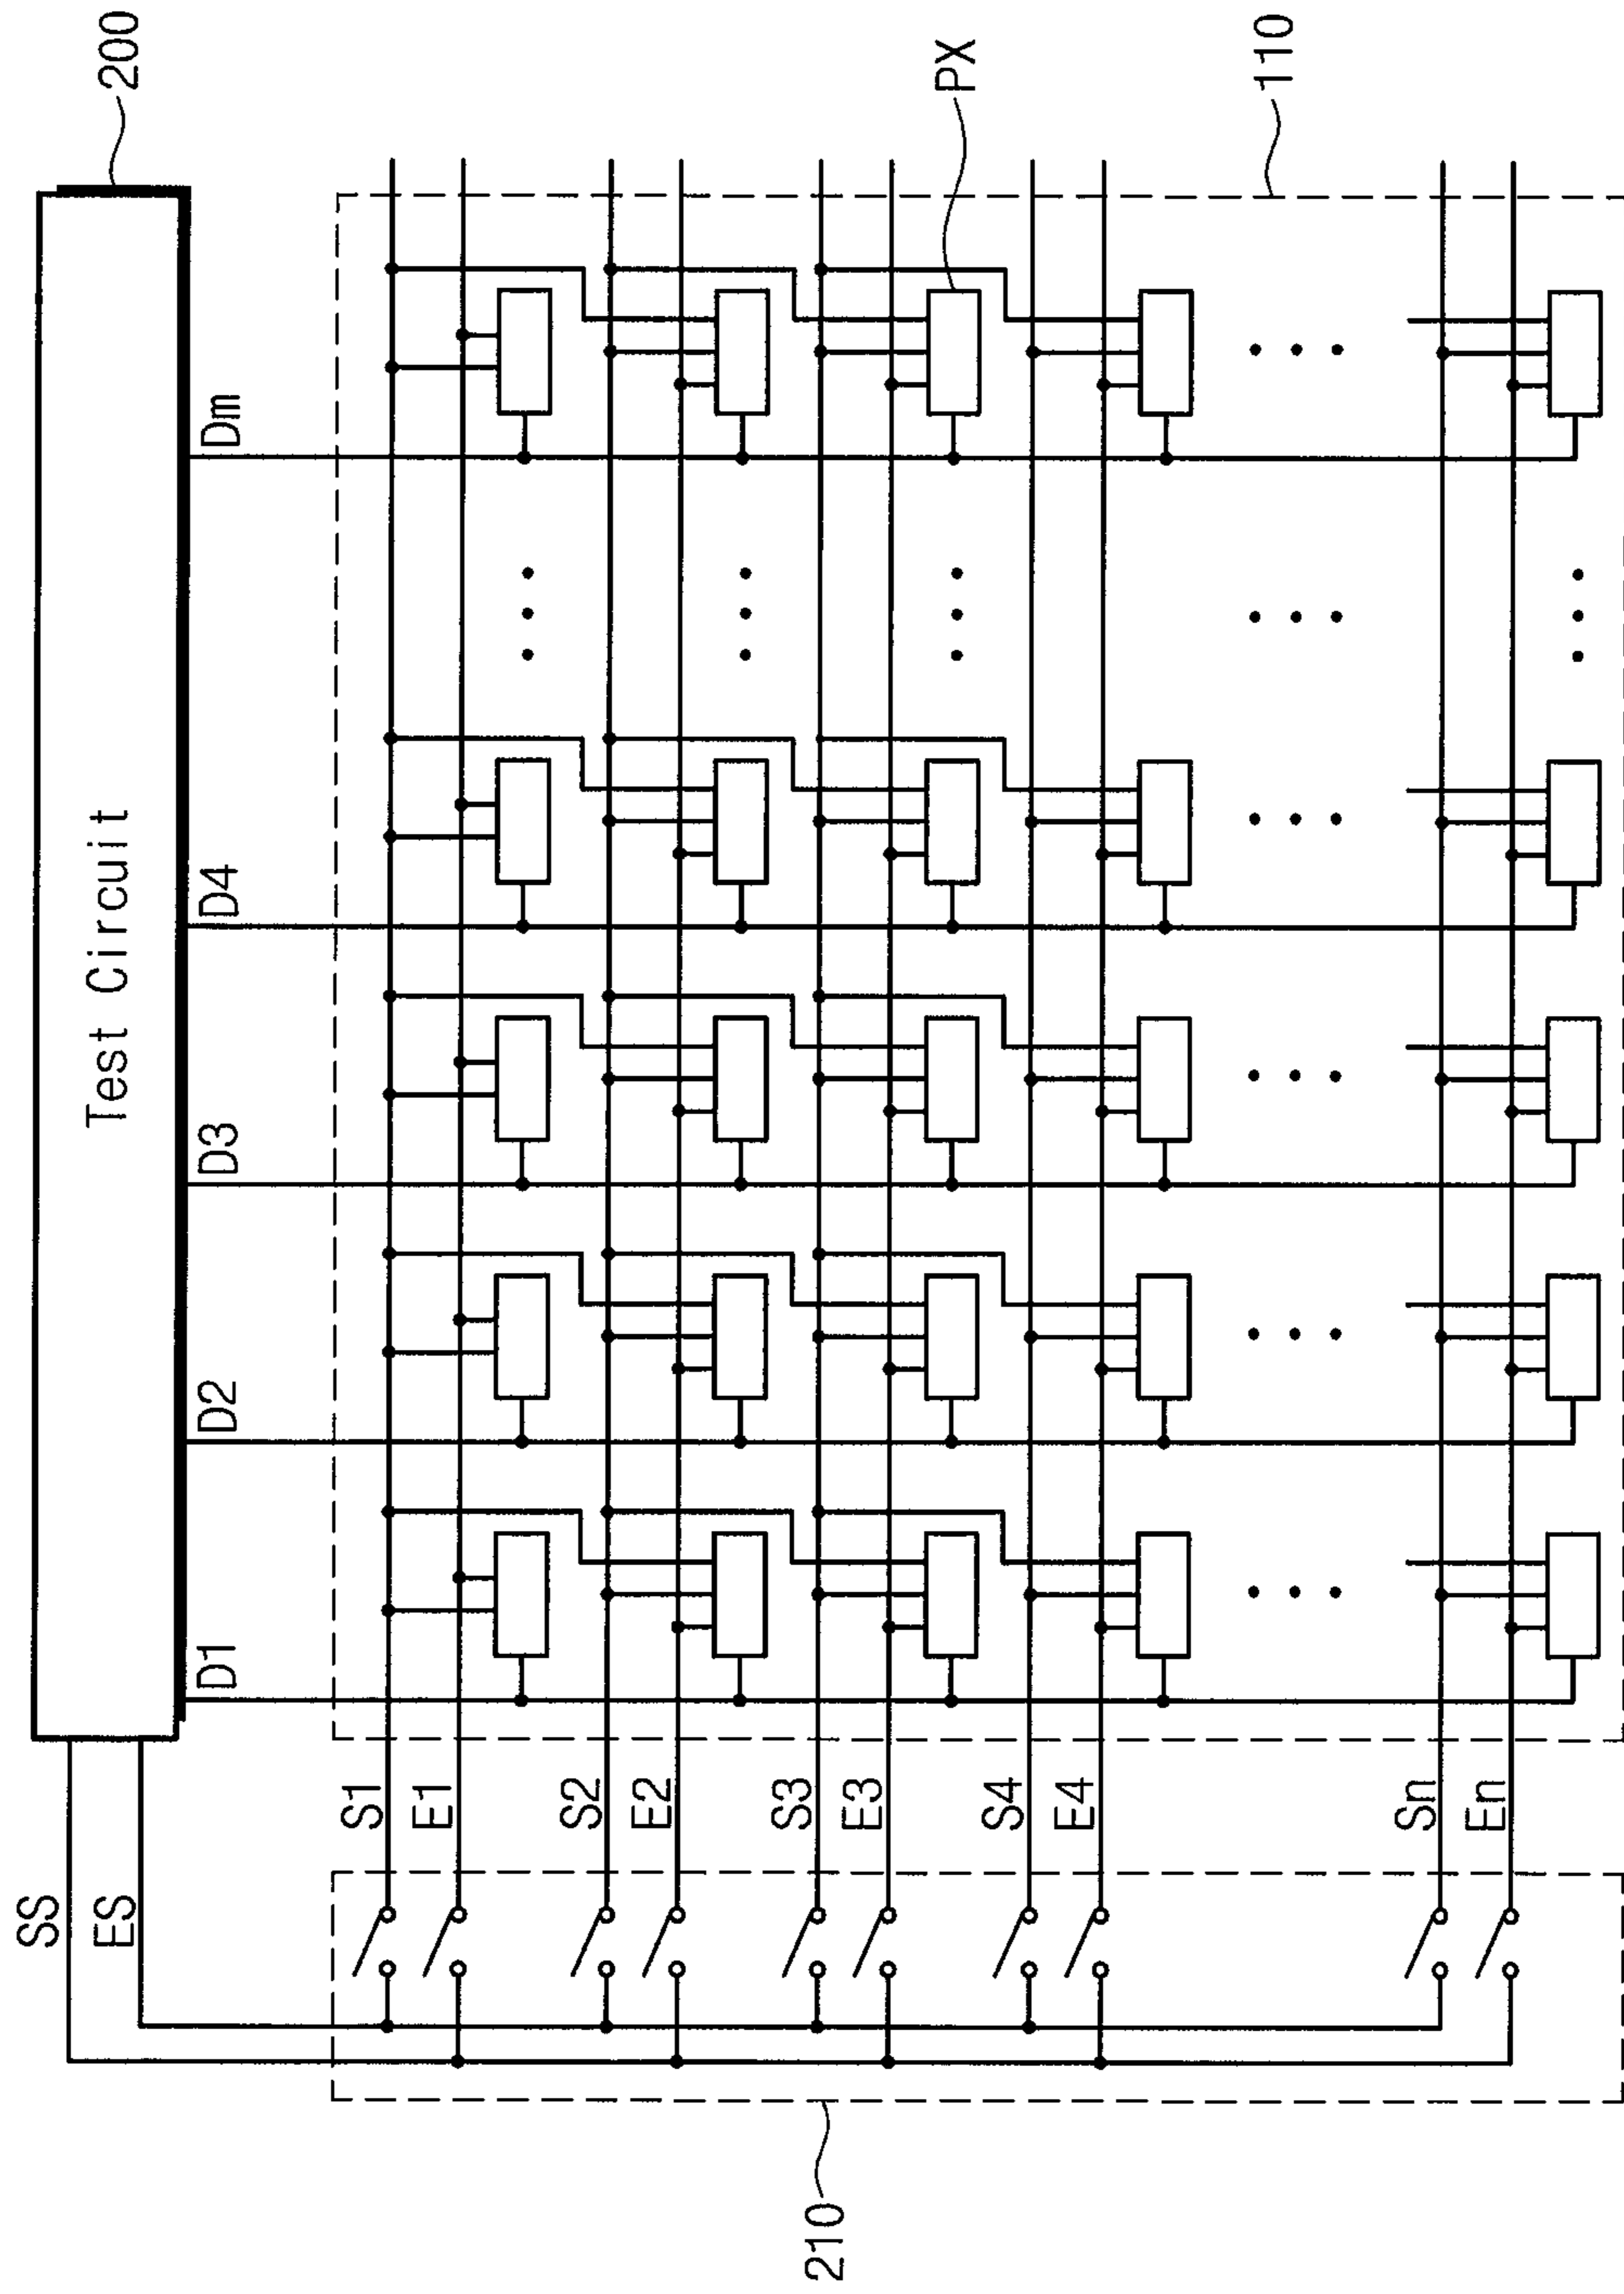 200
Test Circuit
SS
ES
D1
D2
D3
D4
Dm
S1
E1
S2
E2
S3
E3
S4
E4
Sn
En
PX
110
210